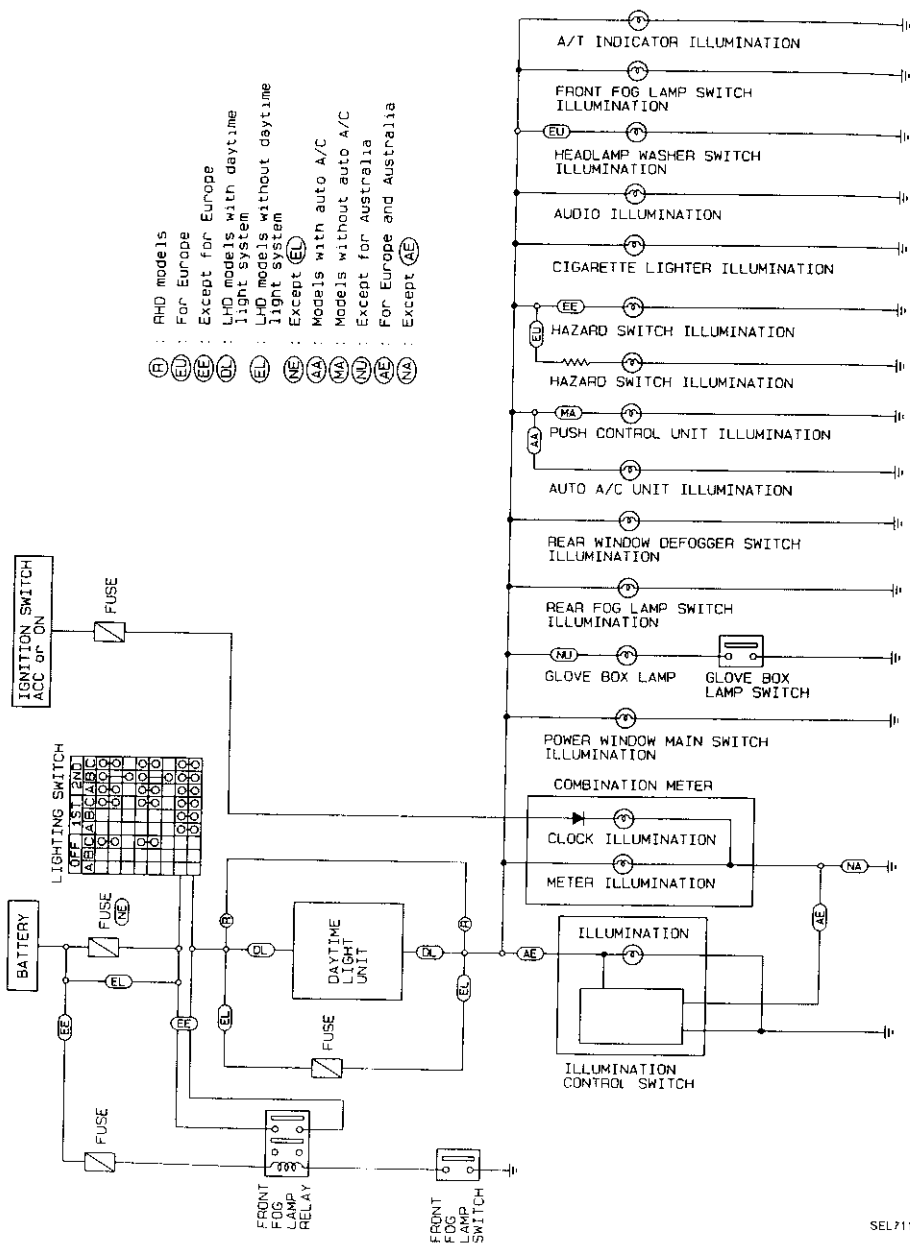 A/T INDICATOR ILLUMINATION
FRONT FOG LAMP SWITCH
ILLUMINATION
EU
HEADLAMP WASHER SWITCH
ILLUMINATION
AUDIO ILLUMINATION
CIGARETTE LIGHTER ILLUMINATION
EE
HAZARD SWITCH ILLUMINATION
EU
HAZARD SWITCH ILLUMINATION
MA
PUSH CONTROL UNIT ILLUMINATION
AA
AUTO A/C UNIT ILLUMINATION
REAR WINDOW DEFOGGER SWITCH
ILLUMINATION
REAR FOG LAMP SWITCH
ILLUMINATION
NU
GLOVE BOX LAMP
GLOVE BOX
LAMP SWITCH
POWER WINDOW MAIN SWITCH
ILLUMINATION
COMBINATION METER
CLOCK ILLUMINATION
METER ILLUMINATION
NA
AE
AE
ILLUMINATION
ILLUMINATION
CONTROL SWITCH
R : RHD models
EU : For Europe
EE : Except for Europe
DL : LHD models with daytime
light system
EL : LHD models without daytime
light system
NE : Except EL
AA : Models with auto A/C
MA : Models without auto A/C
NU : Except for Australia
AE : For Europe and Australia
NA : Except AE
IGNITION SWITCH
ACC or ON
FUSE
LIGHTING SWITCH
OFF 1ST 2ND
A B C A B C A B C
BATTERY
FUSE
NE
EL
EE
FUSE
R
DL
DAYTIME
LIGHT
UNIT
DL
R
EL
FUSE
EL
EE
FRONT
FOG
LAMP
RELAY
FRONT
FOG
LAMP
SWITCH